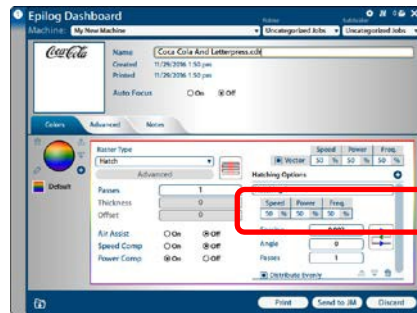 Epilog Dashboard
Machine: My New Machine
Uncategorized Jobs
Uncategorized Jobs
Coca-Cola
Name Coca Cola And Letterpress.cdr
Created 11/29/2016 1:50 pm
Printed 11/29/2016 1:50 pm
Auto Focus On Off
Colors Advanced Notes
Raster Type
Hatch
Advanced
Speed Power Freq.
Vector 50 % 50 % 50 %
Default
Passes 1
Thickness 0
Offset 0
Hatching Options
Speed Power Freq.
50 % 50 % 50 %
Air Assist On Off
Speed Comp On Off
Power Comp On Off
Angle 0
Passes 1
Distribute Evenly
Print Send to JM Discard